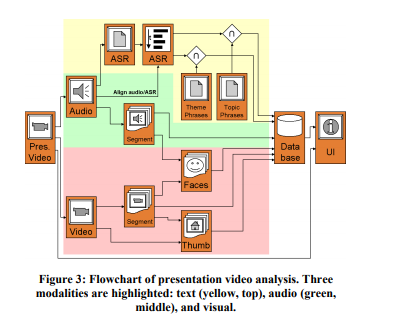 ASR
ASR
∩
∩
Align audio/ASR
Audio
Theme
Phrases
Topic
Phrases
Segment
Pres.
Video
Data
base
UI
Faces
Segment
Video
Thumb
Figure 3: Flowchart of presentation video analysis. Three
modalities are highlighted: text (yellow, top), audio (green,
middle), and visual.